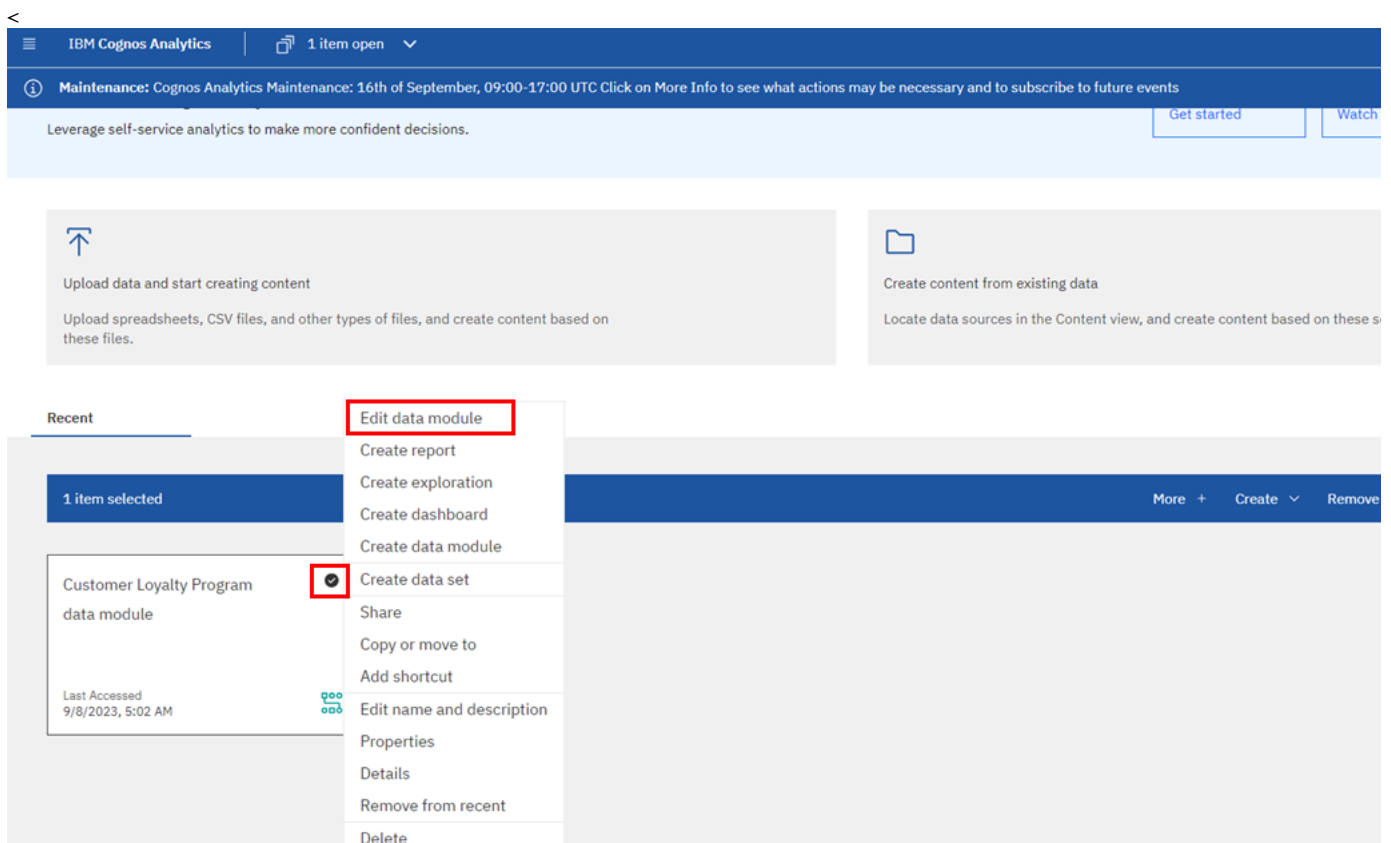 <
IBM Cognos Analytics
1 item open
Maintenance: Cognos Analytics Maintenance: 16th of September, 09:00-17:00 UTC Click on More Info to see what actions may be necessary and to subscribe to future events
Leverage self-service analytics to make more confident decisions.
Get started
Watch
Upload data and start creating content
Upload spreadsheets, CSV files, and other types of files, and create content based on
these files.
Create content from existing data
Locate data sources in the Content view, and create content based on these s
Recent
1 item selected
More +
Create
Remove
Customer Loyalty Program
data module
Last Accessed
9/8/2023, 5:02 AM
Edit data module
Create report
Create exploration
Create dashboard
Create data module
Create data set
Share
Copy or move to
Add shortcut
Edit name and description
Properties
Details
Remove from recent
Delete